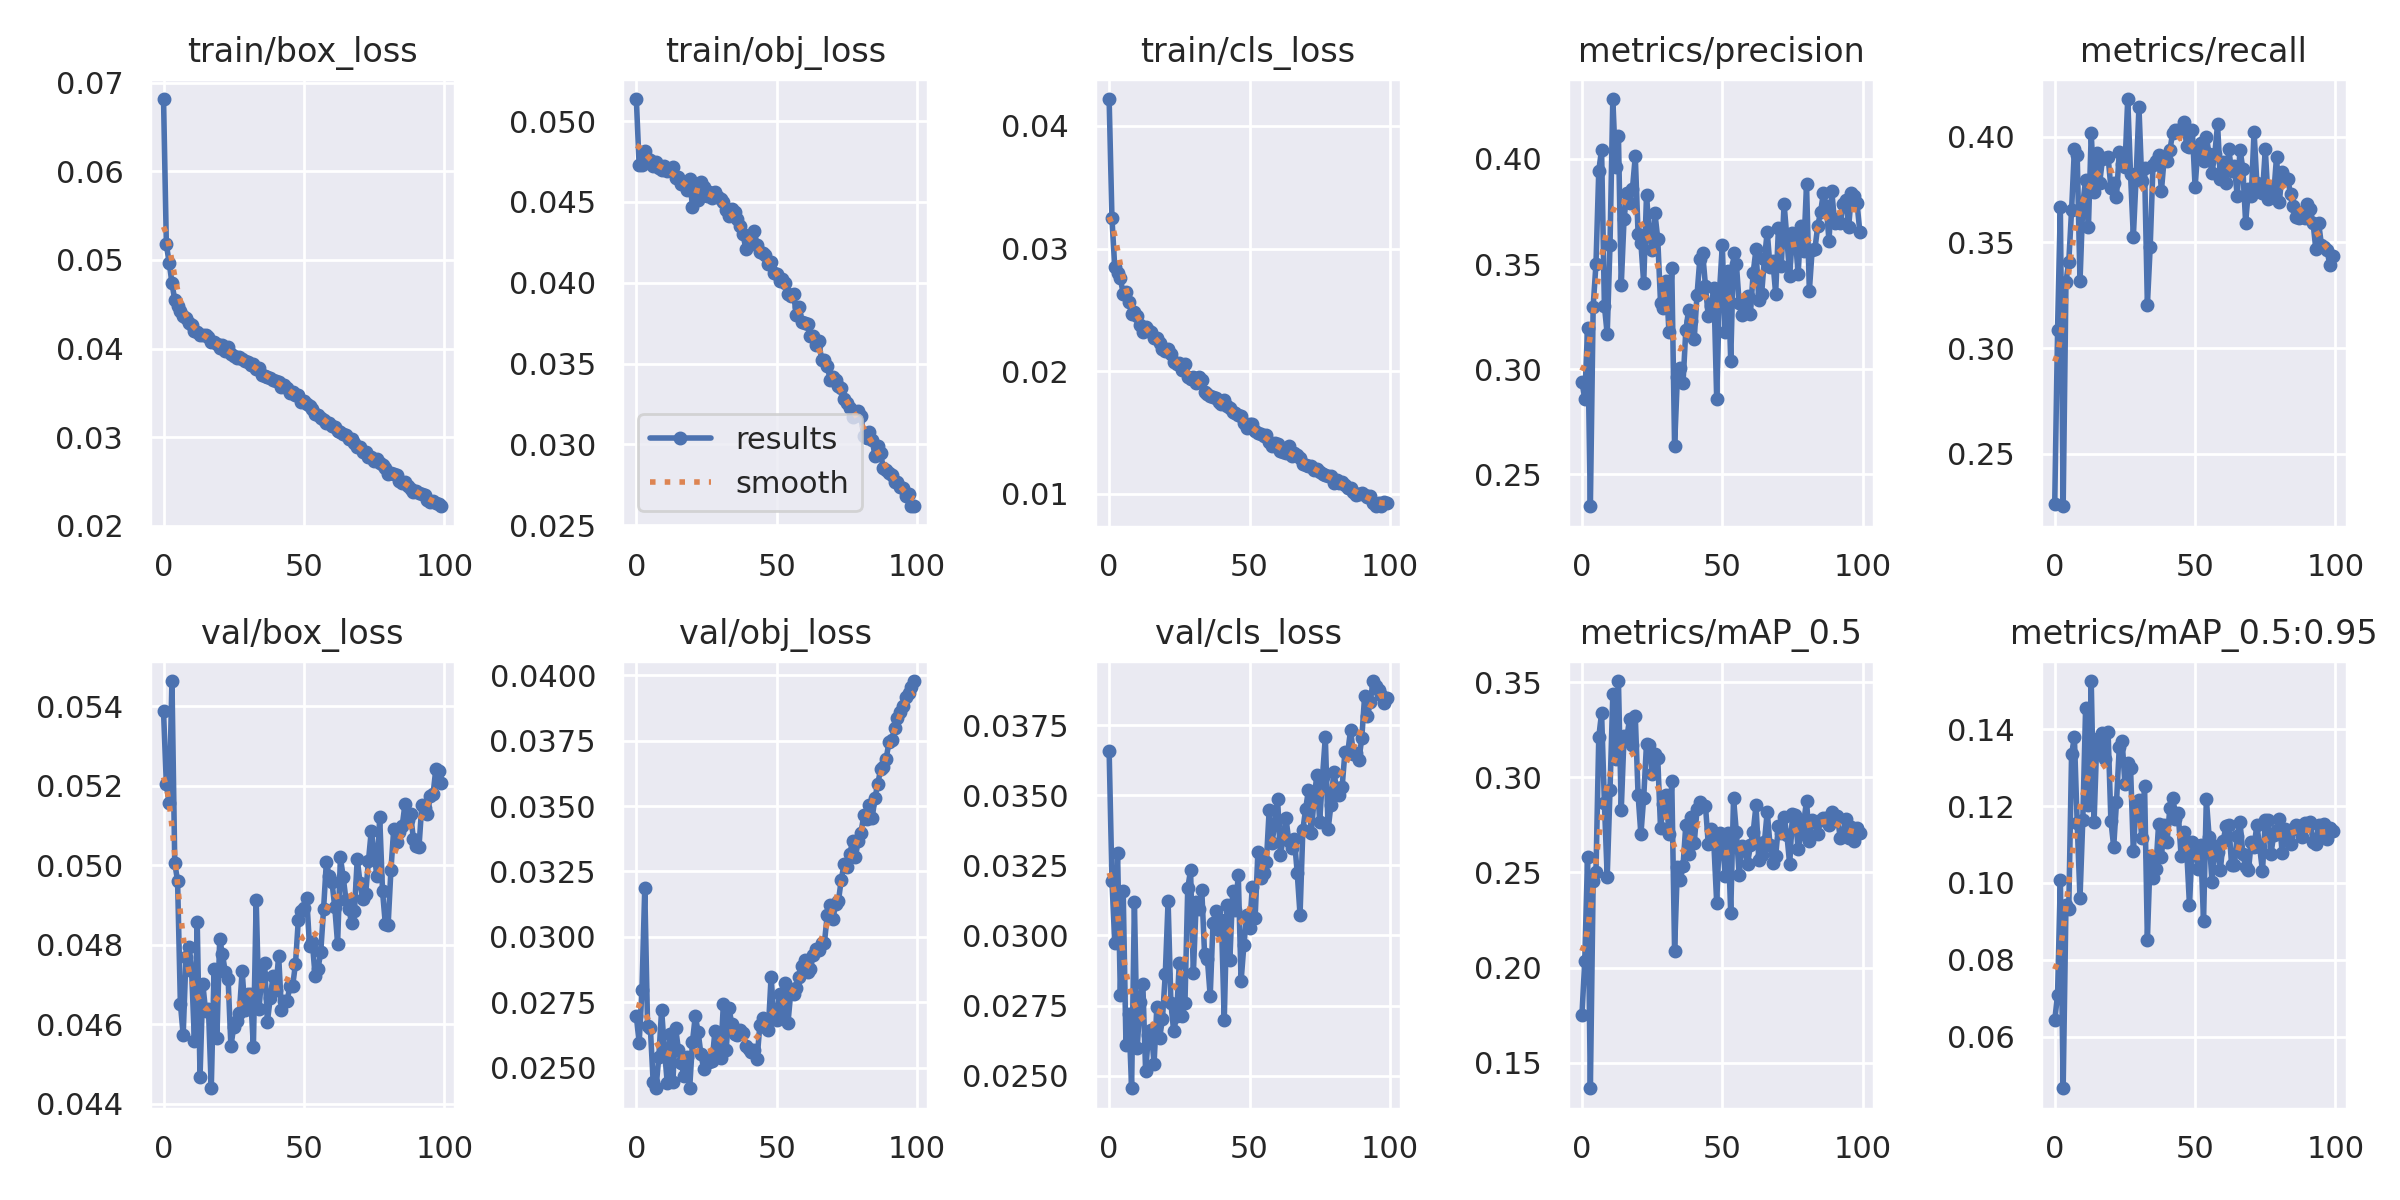 train/box_loss
0.07
0.06
0.05
0.04
0.03
0.02
0 50 100
train/obj_loss
0.050
0.045
0.040
0.035
0.030
0.025
results
smooth
0 50 100
train/cls_loss
0.04
0.03
0.02
0.01
0 50 100
metrics/precision
0.40
0.35
0.30
0.25
0 50 100
metrics/recall
0.40
0.35
0.30
0.25
0 50 100
val/box_loss
0.054
0.052
0.050
0.048
0.046
0.044
0 50 100
val/obj_loss
0.0400
0.0375
0.0350
0.0325
0.0300
0.0275
0.0250
0 50 100
val/cls_loss
0.0375
0.0350
0.0325
0.0300
0.0275
0.0250
0 50 100
metrics/mAP_0.5
0.35
0.30
0.25
0.20
0.15
0 50 100
metrics/mAP_0.5:0.95
0.14
0.12
0.10
0.08
0.06
0 50 100